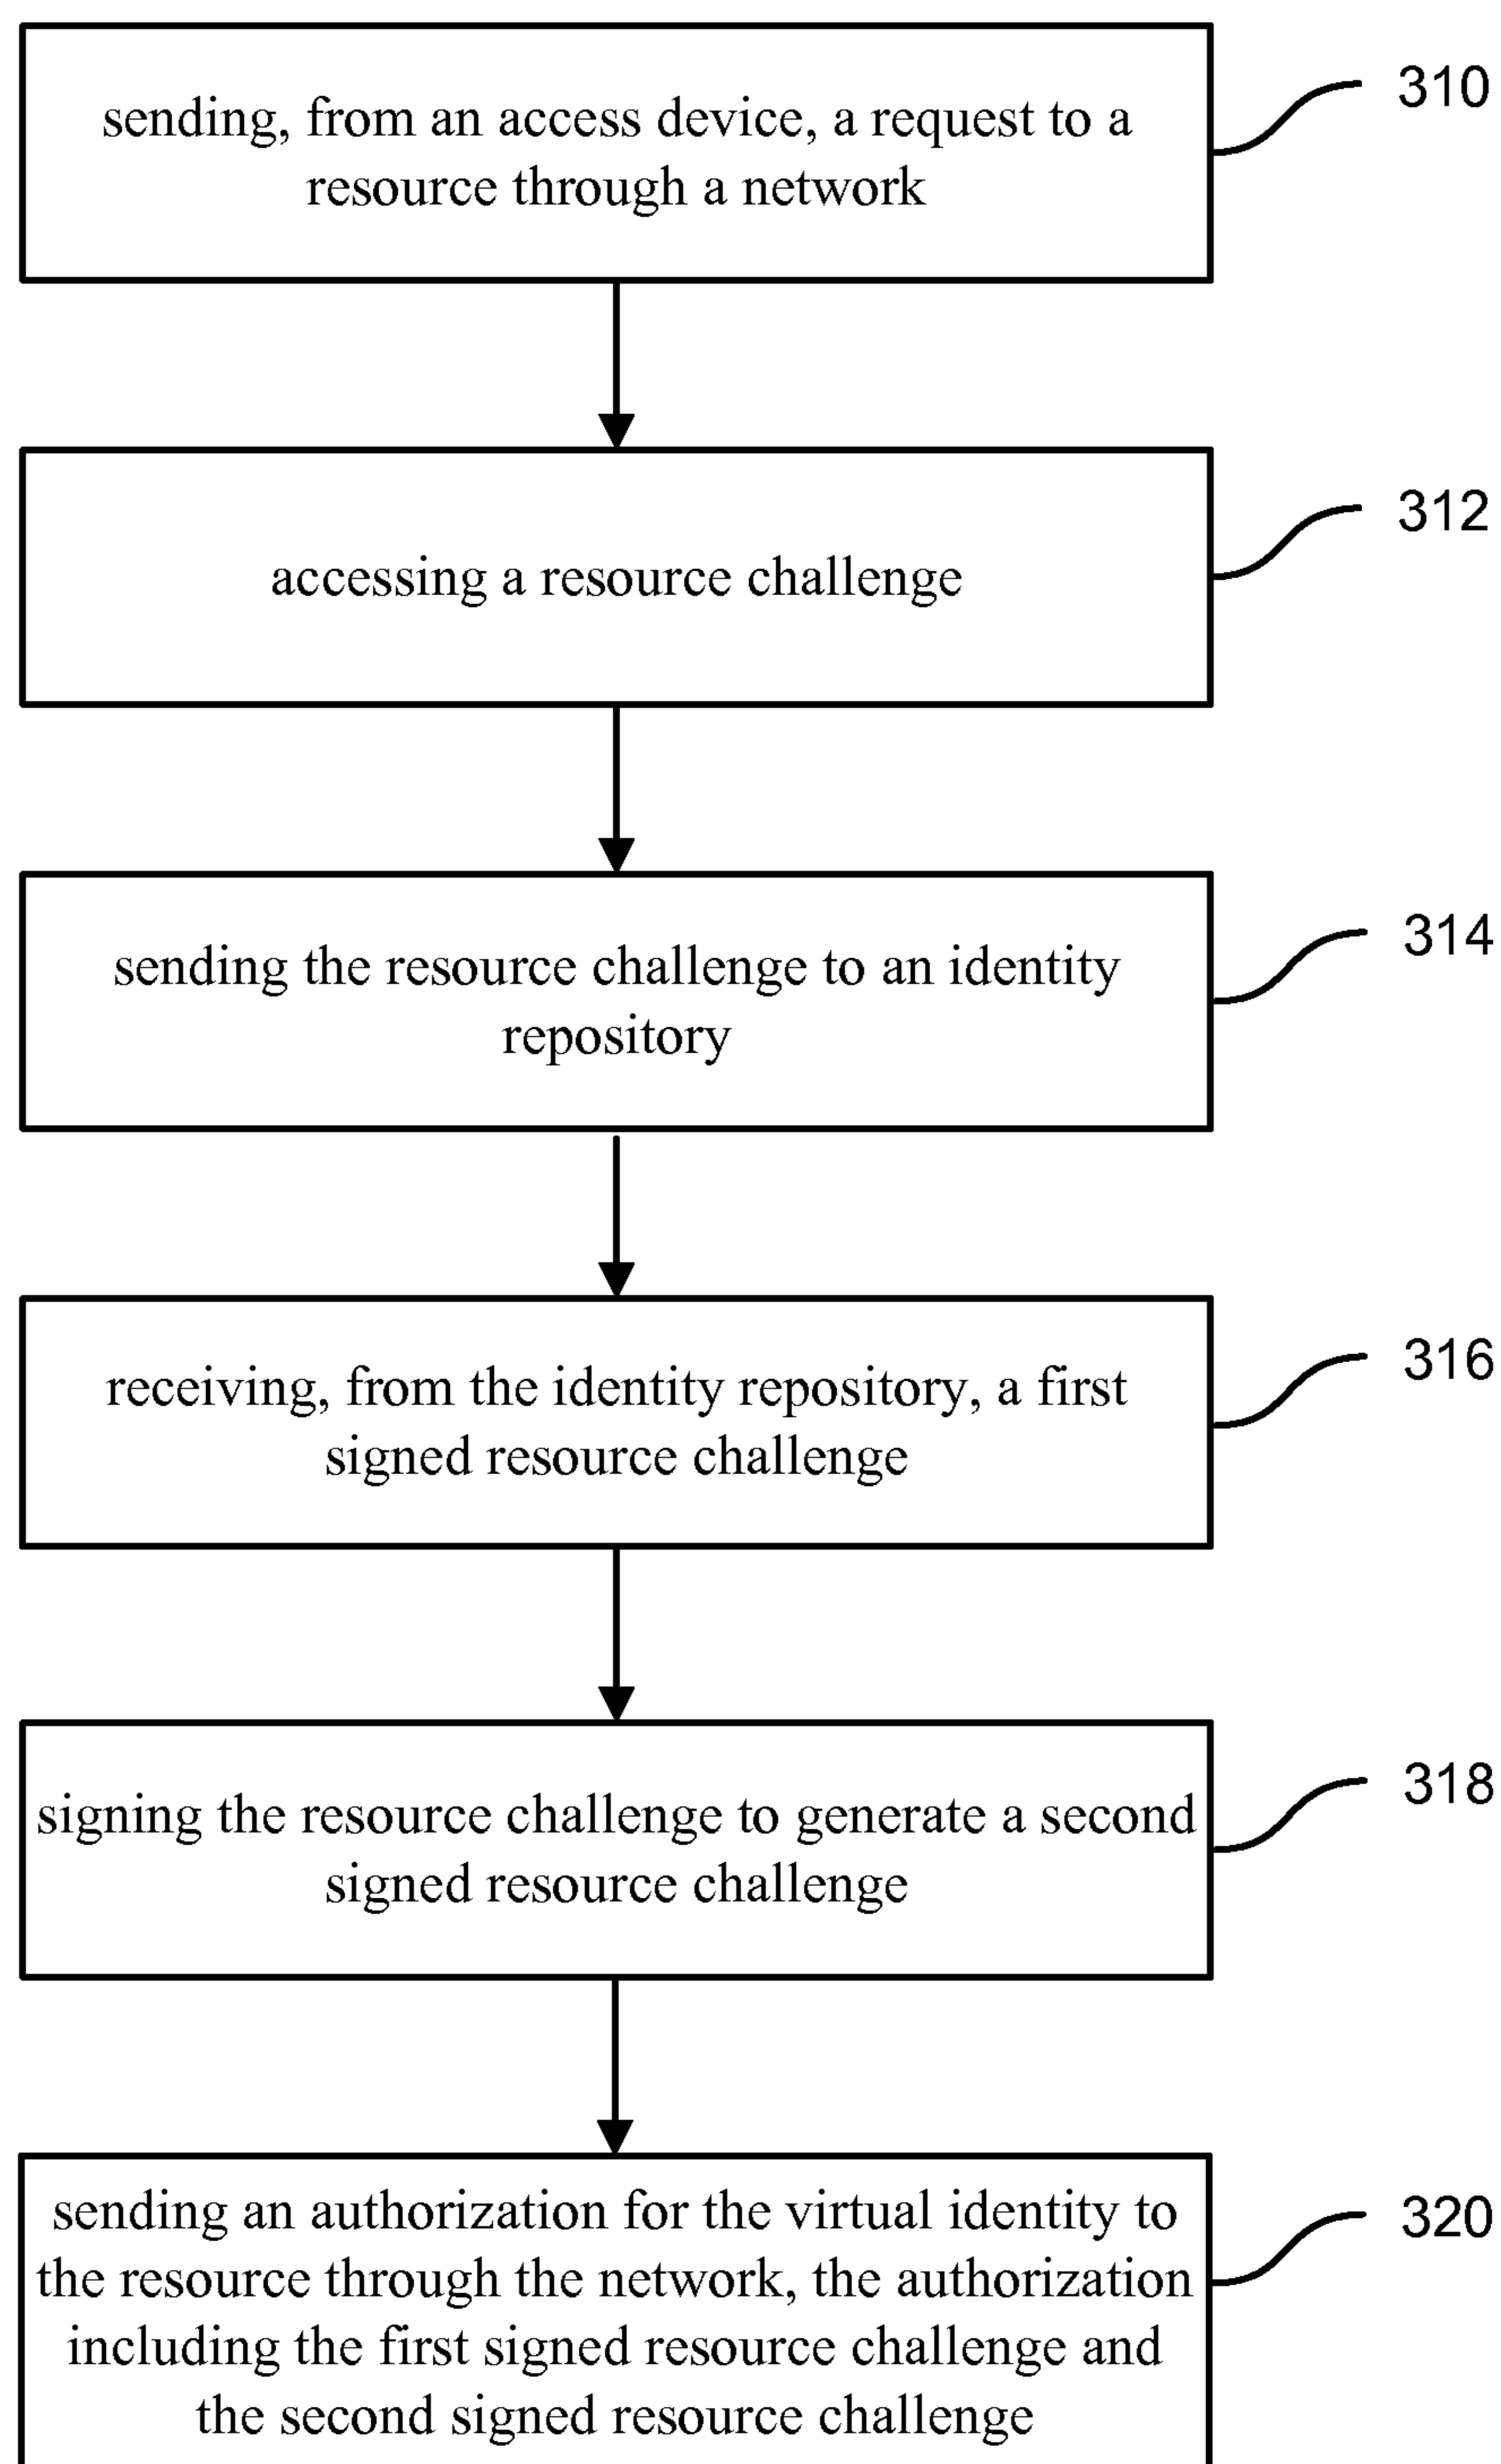 sending, from an access device, a request to a
resource through a network
310
accessing a resource challenge
312
sending the resource challenge to an identity
repository
314
receiving, from the identity repository, a first
signed resource challenge
316
signing the resource challenge to generate a second
signed resource challenge
318
sending an authorization for the virtual identity to
the resource through the network, the authorization
including the first signed resource challenge and
the second signed resource challenge
320